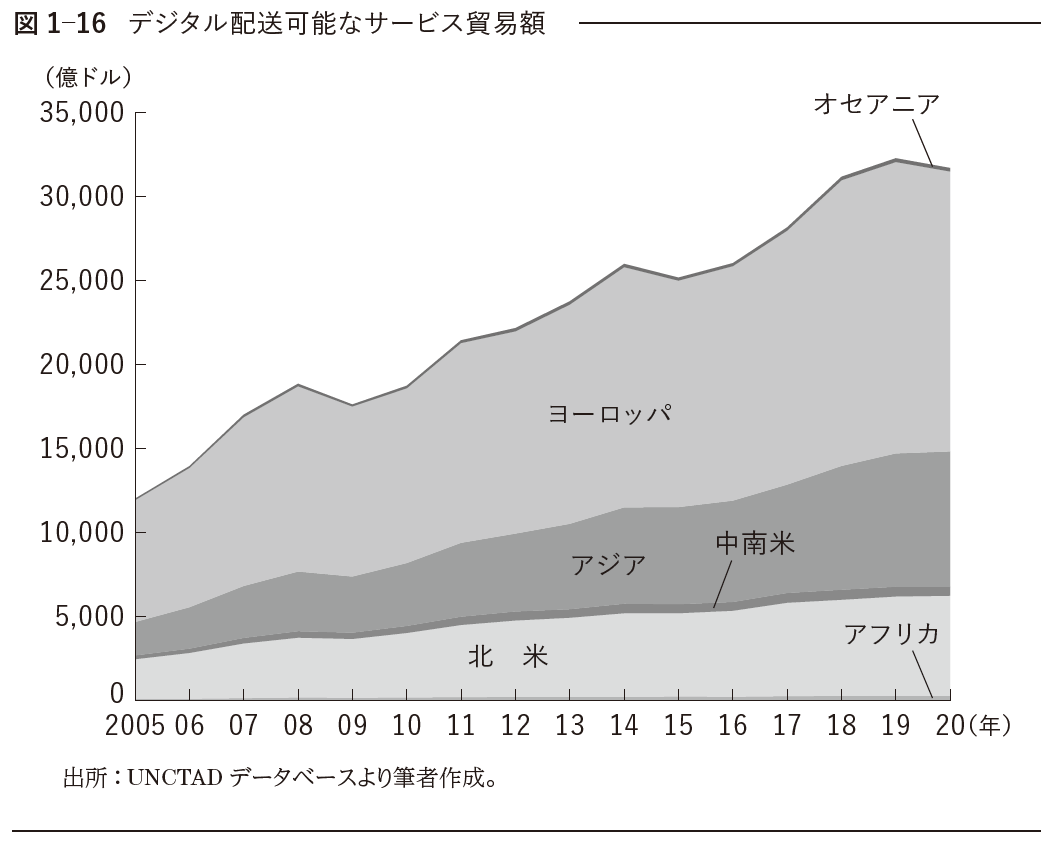 図 1-16 デジタル配送可能なサービス貿易額
(億ドル)
35,000
オセアニア
30,000
25,000
20,000
ヨーロッパ
15,000
10,000
中南米
アジア
5,000
アフリカ
北 米
0
2005 06 07 08 09 10 11 12 13 14 15 16 17 18 19 20(年)
出所:UNCTAD データベースより筆者作成。